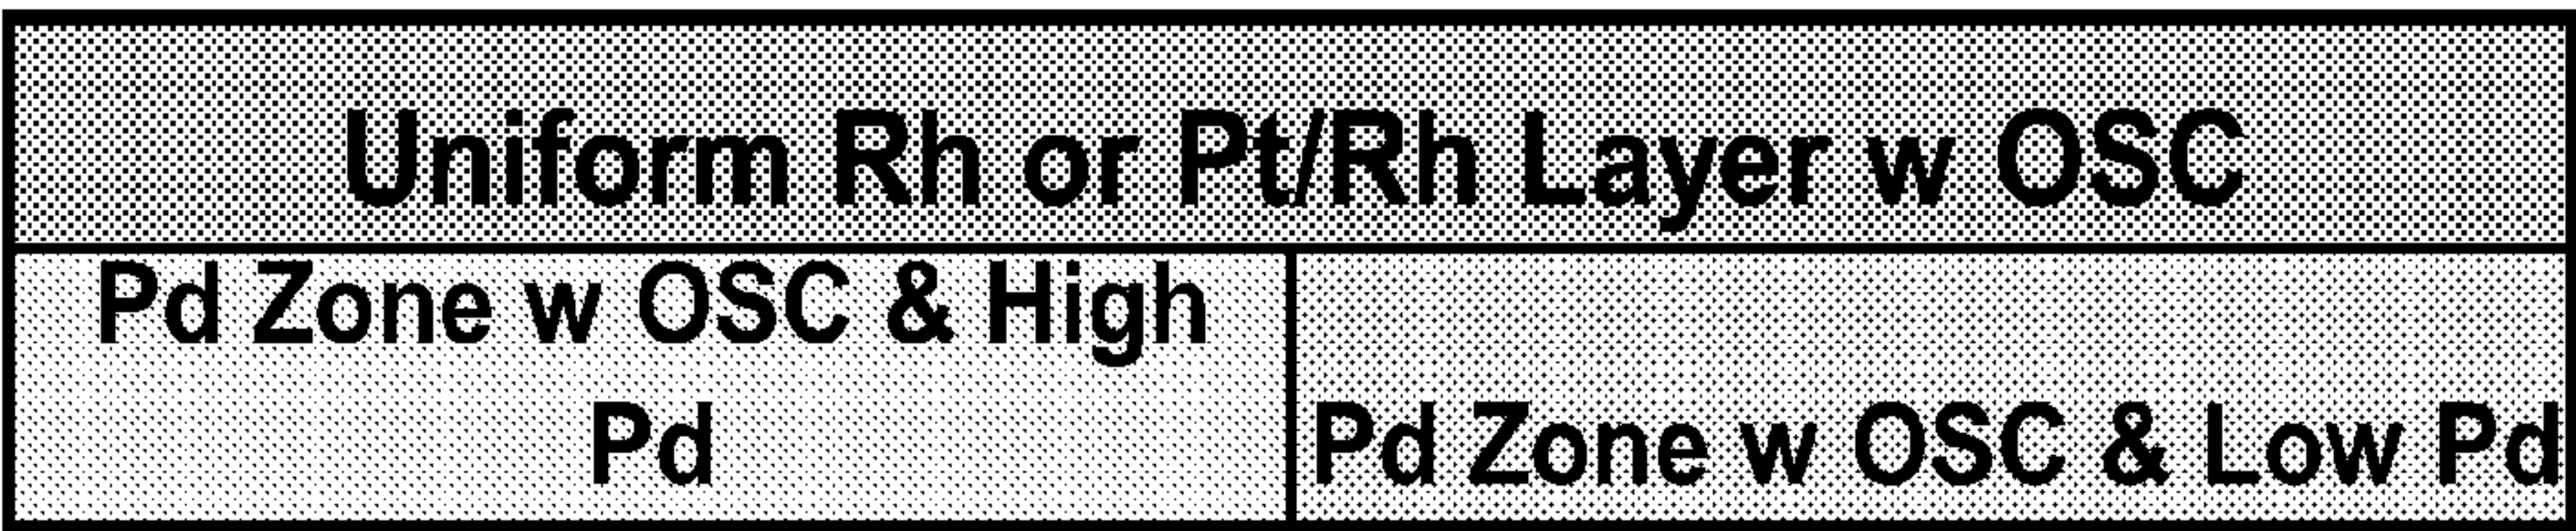 Uniform Rh or Pt/Rh Layer w OSC
Pd Zone w OSC & High
Pd
Pd Zone w OSC & Low Pd